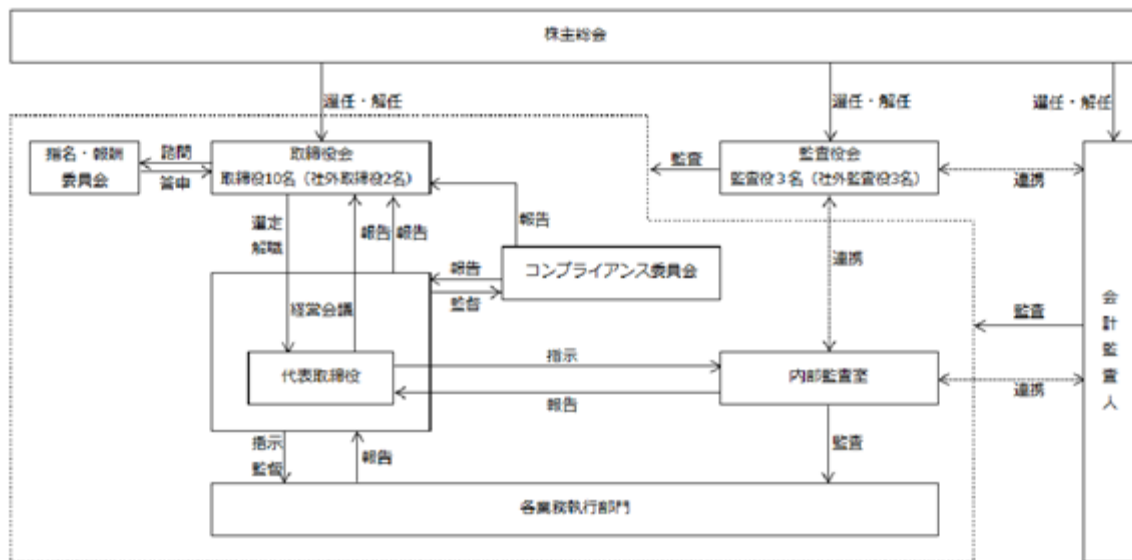 株主総会
選任・解任
選任・解任
選任・解任
指名・報酬
委員会
諮問
答申
取締役会
取締役10名（社外取締役2名）
監査
監査役会
監査役３名（社外監査役3名）
連携
選定
解職
報告
報告
報告
コンプライアンス委員会
報告
監督
連携
経営会議
代表取締役
指示
報告
内部監査室
監査
連携
会計監査人
指示
監督
報告
監査
各業務執行部門